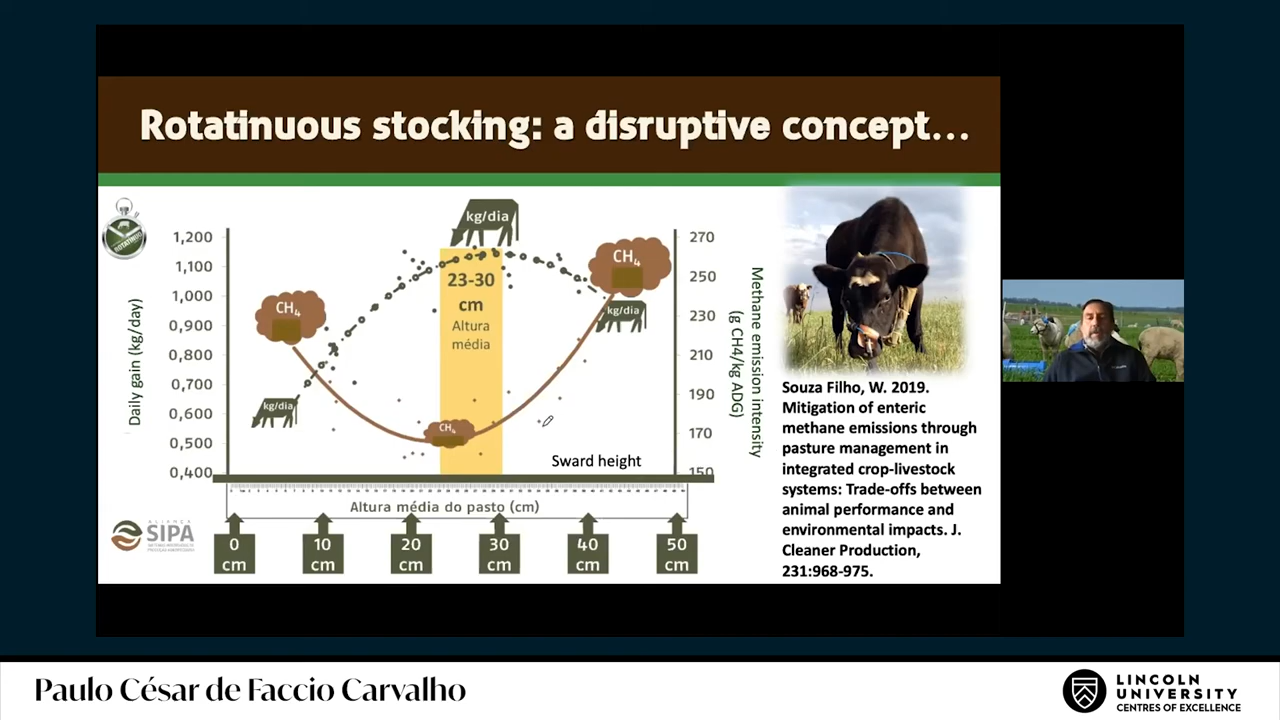 Rotatinuous stocking: a disruptive concept...
kg/dia
1,200
1,100
1,000
0,900
0,800
0,700
0,600
0,500
0,400
Daily gain (kg/day)
CH4
kg/dia
23-30
cm
Altura
média
CH4
CH4
kg/dia
270
250
230
210
190
170
150
Methane emission intensity
(g CH4/kg ADG)
Sward height
Altura média do pasto (cm)
0
cm
10
cm
20
cm
30
cm
40
cm
50
cm
ALIANÇA
SIPA
Souza Filho, W. 2019.
Mitigation of enteric
methane emissions through
pasture management in
integrated crop-livestock
systems: Trade-offs between
animal performance and
environmental impacts. J.
Cleaner Production,
231:968-975.
Paulo César de Faccio Carvalho
LINCOLN
UNIVERSITY
CENTRES OF EXCELLENCE